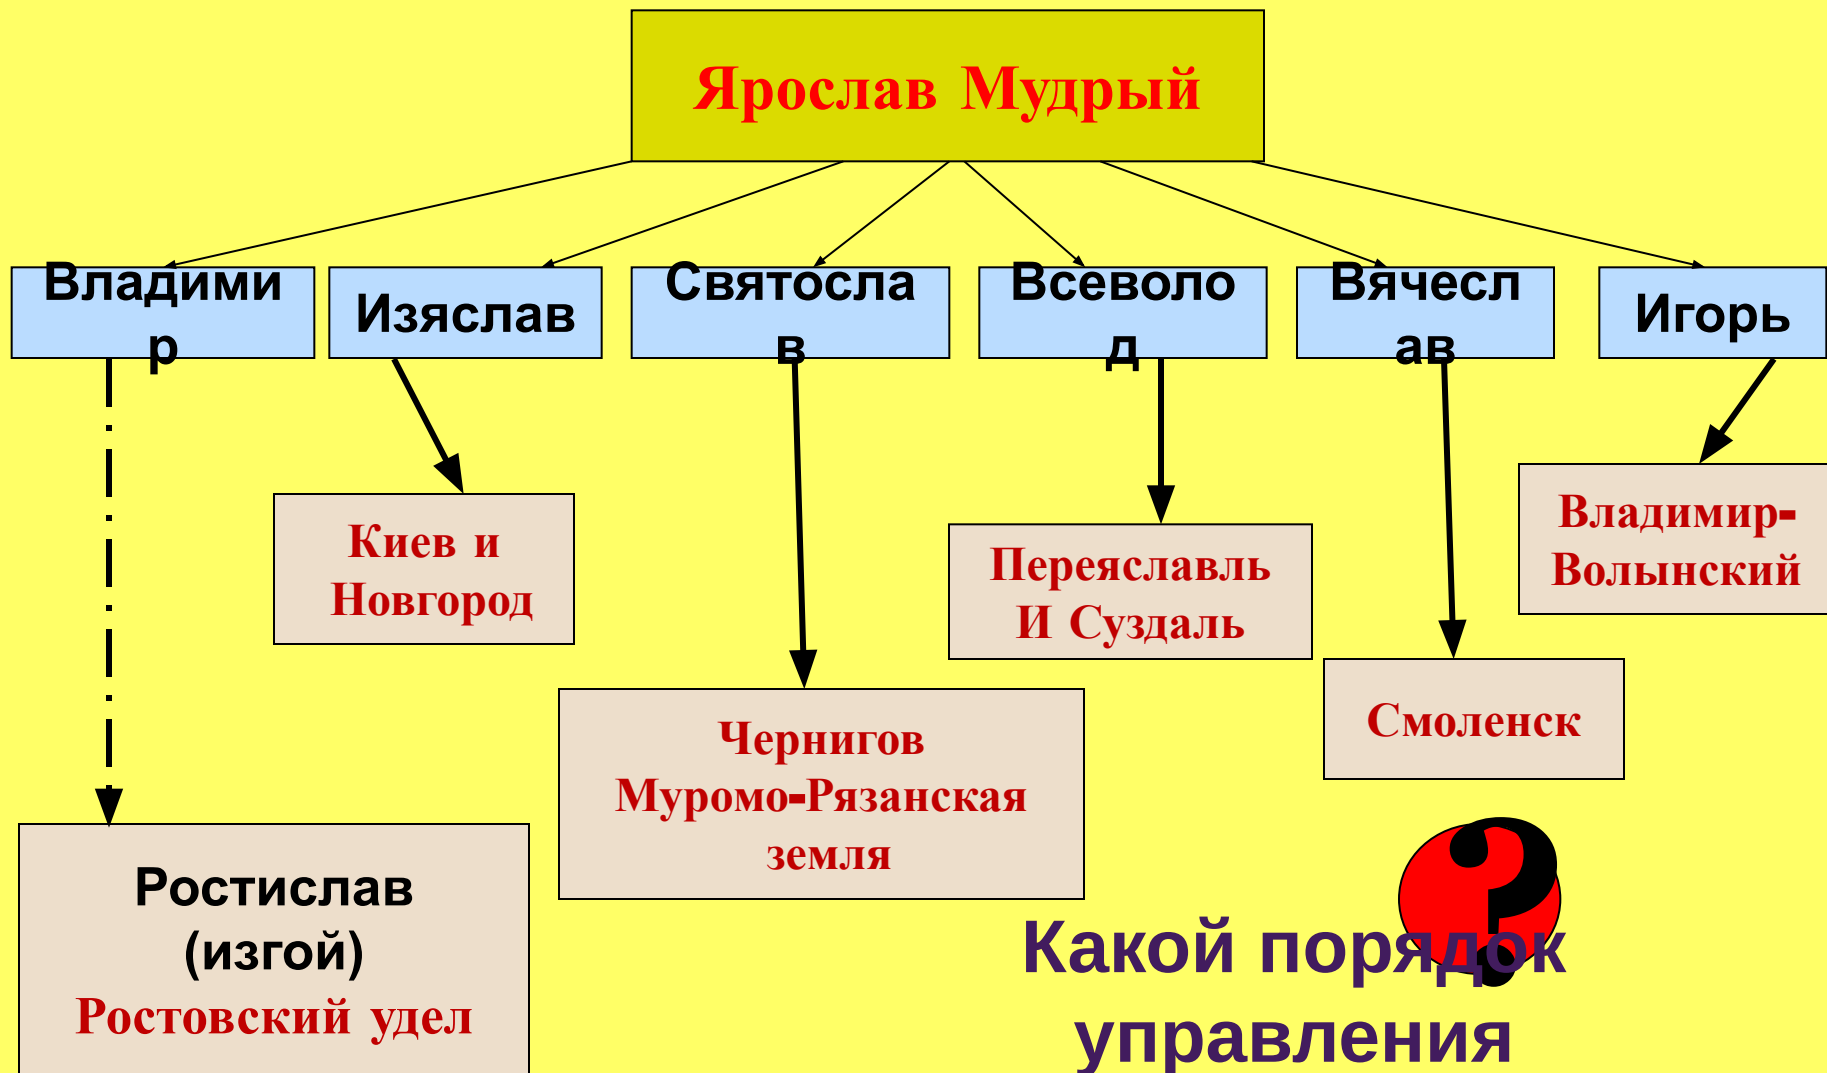 Ярослав Мудрый
Владими
р
Изяслав
Святосла
в
Всеволо
д
Вячесл
ав
Игорь
Киев и
Новгород
Переяславль
И Суздаль
Владимир-
Волынский
Чернигов
Муромо-Рязанская
земля
Смоленск
Ростислав
(изгой)
Ростовский удел
?
Какой порядок
управления